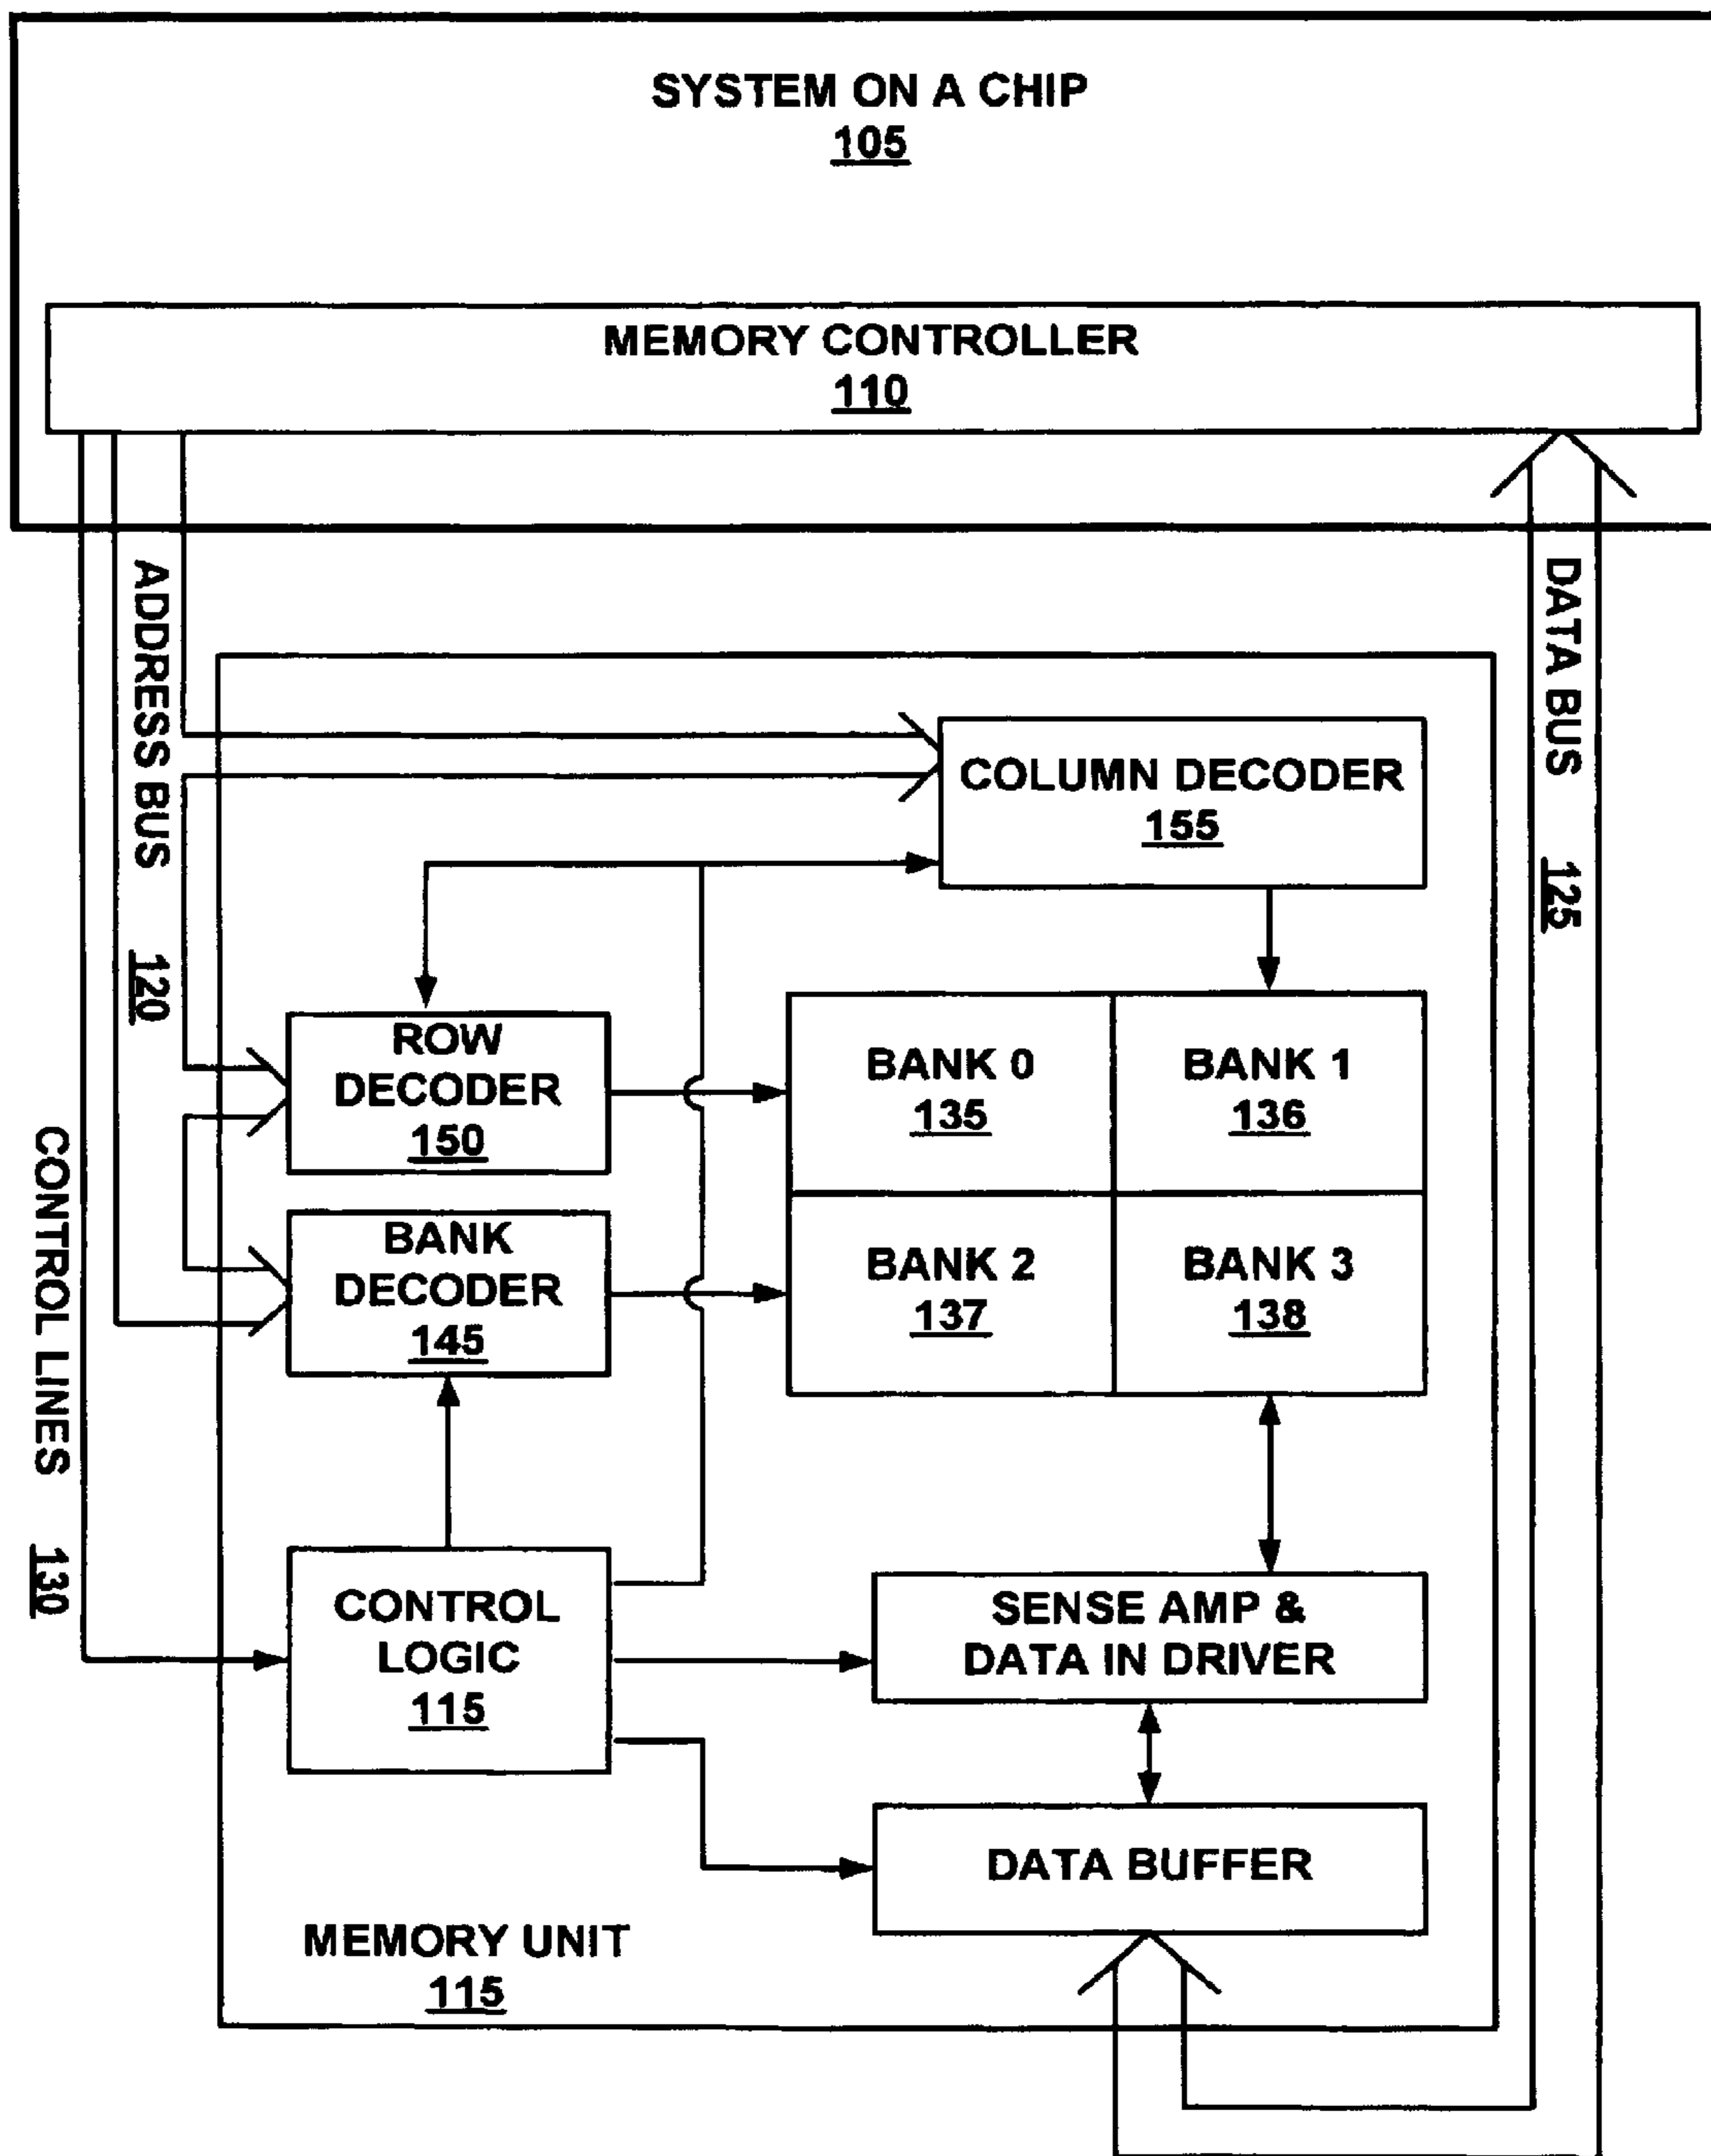 SYSTEM ON A CHIP
105
MEMORY CONTROLLER
110
ADDRESS BUS 120
DATA BUS 125
COLUMN DECODER
155
ROW
DECODER
150
BANK 0
135
BANK 1
136
BANK
DECODER
145
BANK 2
137
BANK 3
138
CONTROL LINES 130
CONTROL
LOGIC
115
SENSE AMP &
DATA IN DRIVER
DATA BUFFER
MEMORY UNIT
115